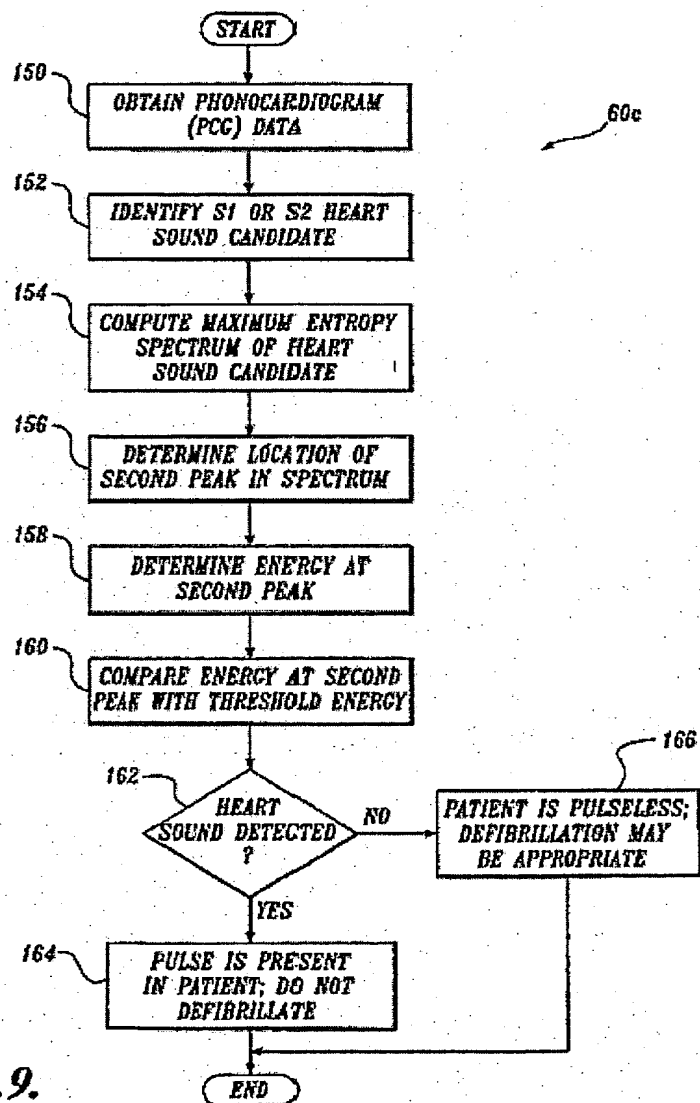 START
150
OBTAIN PHONOCARDIOGRAM
(PCG) DATA
60c
152
IDENTIFY S1 OR S2 HEART
SOUND CANDIDATE
154
COMPUTE MAXIMUM ENTROPY
SPECTRUM OF HEART
SOUND CANDIDATE
156
DETERMINE LOCATION OF
SECOND PEAK IN SPECTRUM
158
DETERMINE ENERGY AT
SECOND PEAK
160
COMPARE ENERGY AT SECOND
PEAK WITH THRESHOLD ENERGY
162
HEART
SOUND DETECTED
?
NO
166
PATIENT IS PULSELESS;
DEFIBRILLATION MAY
BE APPROPRIATE
YES
164
PULSE IS PRESENT
IN PATIENT; DO NOT
DEFIBRILLATE
.9.
END